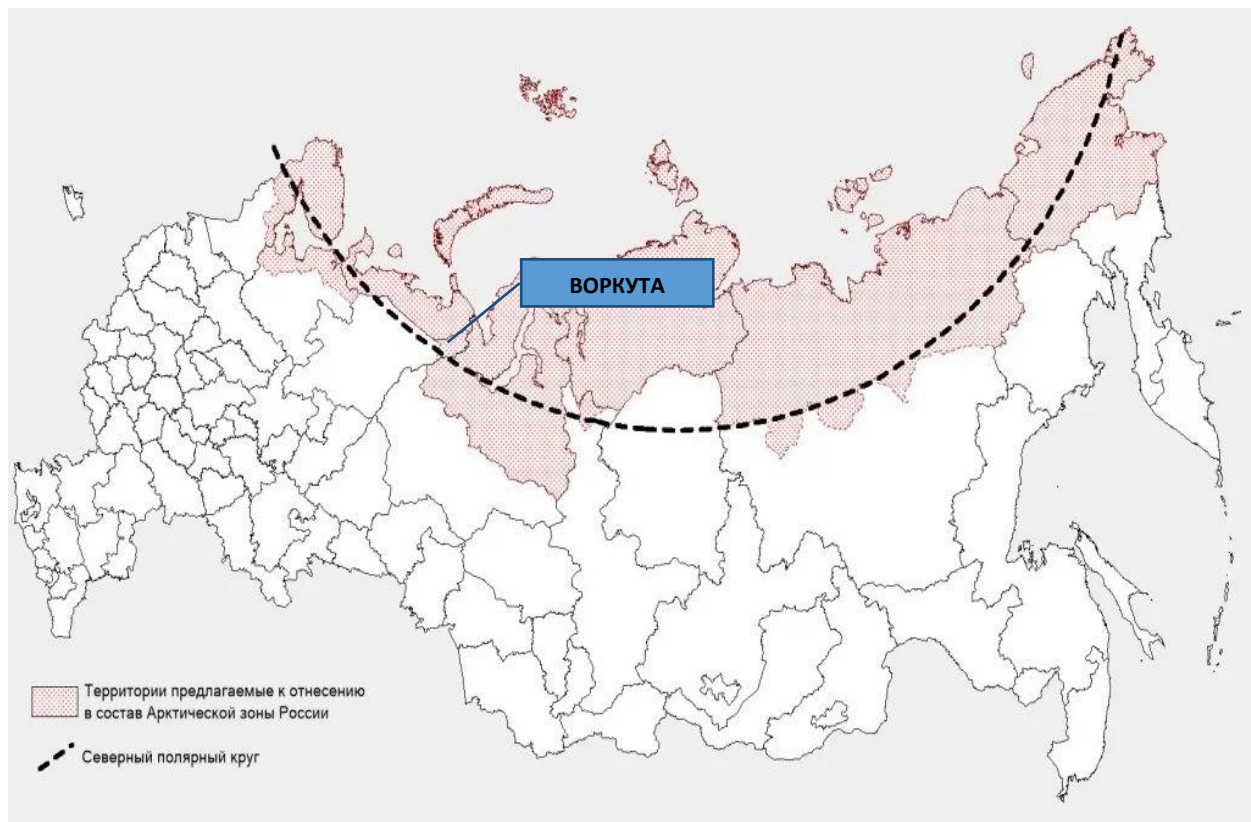 ВОРКУТА
Территории предлагаемые к отнесению
в состав Арктической зоны России
Северный полярный круг